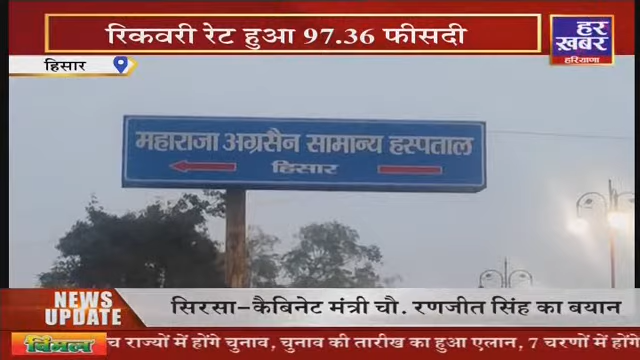 रिकवरी रेट हुआ 97.36 फीसदी
हर
ख़बर
हरियाणा
हिसार
महाराजा अग्रसैन सामान्य हस्पताल
हिसार
NEWS
UPDATE
सिरसा-कैबिनेट मंत्री चौ. रणजीत सिंह का बयान
बिमल
च राज्यों में होंगे चुनाव, चुनाव की तारीख का हुआ एलान, 7 चरणों में होंगे